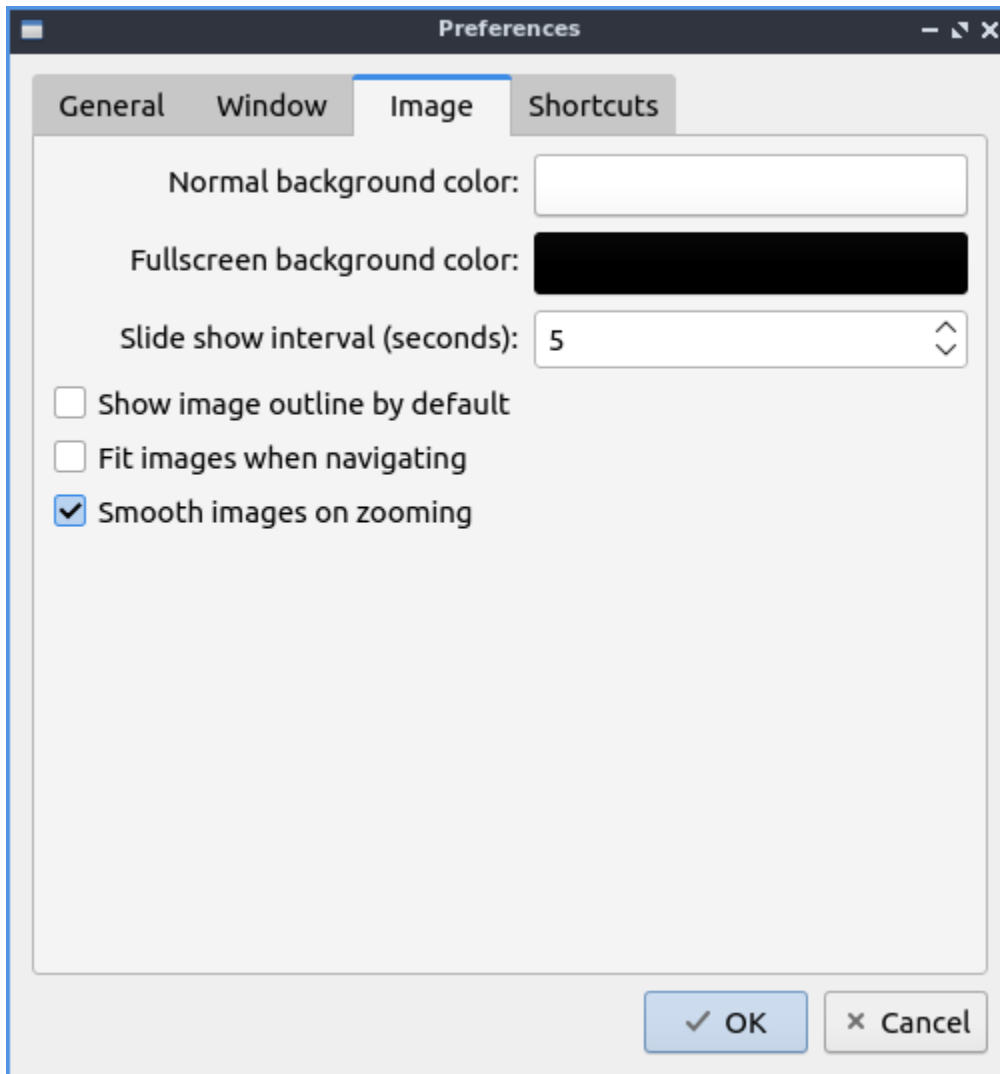 Preferences
General Window Image Shortcuts
Normal background color:
Fullscreen background color:
Slide show interval (seconds): 5
Show image outline by default
Fit images when navigating
Smooth images on zooming
OK Cancel